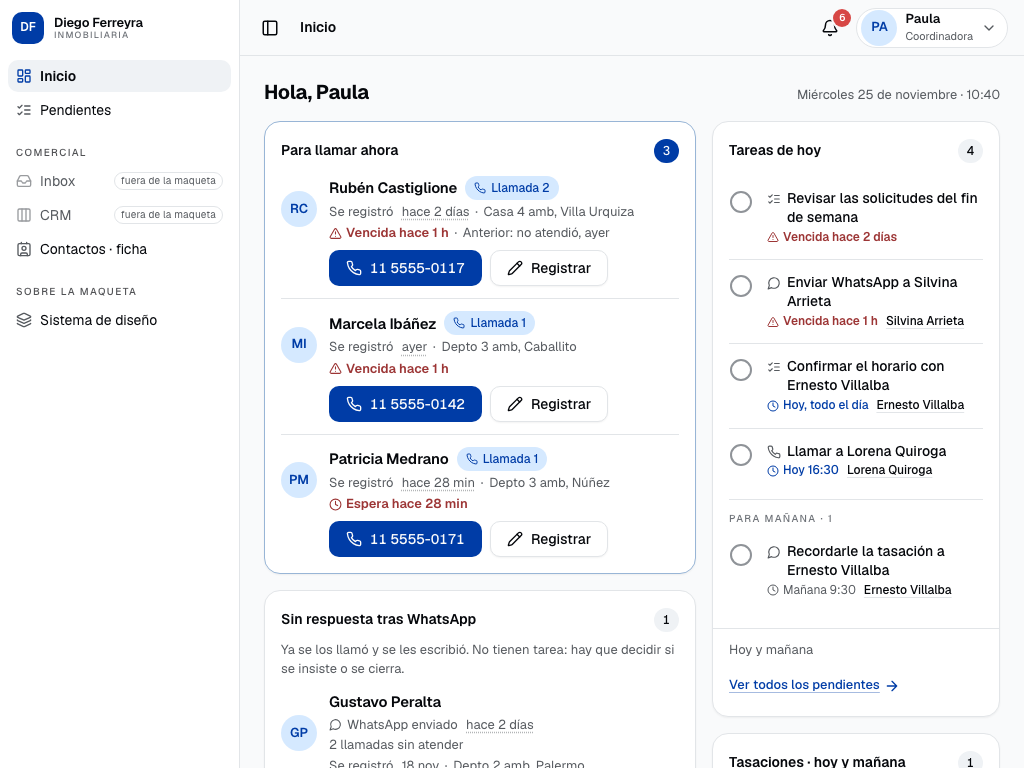 DF
Diego Ferreyra
INMOBILIARIA
Inicio
Pendientes
COMERCIAL
Inbox
fuera de la maqueta
CRM
fuera de la maqueta
Contactos · ficha
SOBRE LA MAQUETA
Sistema de diseño
Inicio
6
PA
Paula
Coordinadora
Hola, Paula
Miércoles 25 de noviembre · 10:40
Para llamar ahora
3
RC
Rubén Castiglione
Llamada 2
Se registró hace 2 días · Casa 4 amb, Villa Urquiza
Vencida hace 1 h · Anterior: no atendió, ayer
11 5555-0117
Registrar
MI
Marcela Ibáñez
Llamada 1
Se registró ayer · Depto 3 amb, Caballito
Vencida hace 1 h
11 5555-0142
Registrar
PM
Patricia Medrano
Llamada 1
Se registró hace 28 min · Depto 3 amb, Núñez
Espera hace 28 min
11 5555-0171
Registrar
Sin respuesta tras WhatsApp
1
Ya se los llamó y se les escribió. No tienen tarea: hay que decidir si
se insiste o se cierra.
GP
Gustavo Peralta
WhatsApp enviado hace 2 días
2 llamadas sin atender
Se registró 18 nov · Depto 2 amb, Palermo
Tareas de hoy
4
Revisar las solicitudes del fin
de semana
Vencida hace 2 días
Enviar WhatsApp a Silvina
Arrieta
Vencida hace 1 h Silvina Arrieta
Confirmar el horario con
Ernesto Villalba
Hoy, todo el día Ernesto Villalba
Llamar a Lorena Quiroga
Hoy 16:30 Lorena Quiroga
PARA MAÑANA · 1
Recordarle la tasación a
Ernesto Villalba
Mañana 9:30 Ernesto Villalba
Hoy y mañana
Ver todos los pendientes
Tasaciones · hoy y mañana
1